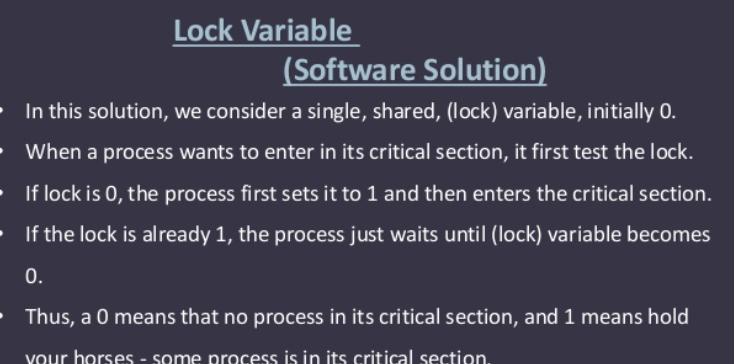 Lock Variable
(Software Solution)
• In this solution, we consider a single, shared, (lock) variable, initially 0.
• When a process wants to enter in its critical section, it first test the lock.
• If lock is 0, the process first sets it to 1 and then enters the critical section.
• If the lock is already 1, the process just waits until (lock) variable becomes
0.
• Thus, a 0 means that no process in its critical section, and 1 means hold
your horses - some process is in its critical section.